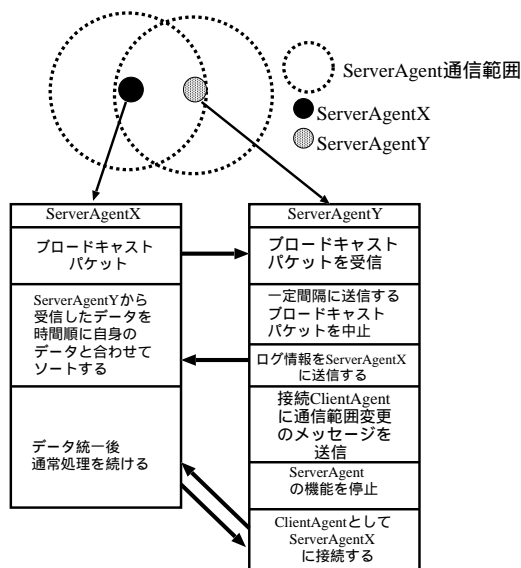 ServerAgent通信範囲
ServerAgentX
ServerAgentY
ServerAgentX
ブロードキャスト
パケット
ServerAgentYから
受信したデータを
時間順に自身の
データと合わせて
ソートする
データ統一後
通常処理を続ける
ServerAgentY
ブロードキャスト
パケットを受信
一定間隔に送信する
ブロードキャスト
パケットを中止
ログ情報をServerAgentX
に送信する
接続ClientAgent
に通信範囲変更
のメッセージを
送信
ServerAgent
の機能を停止
ClientAgentとして
ServerAgentX
に接続する